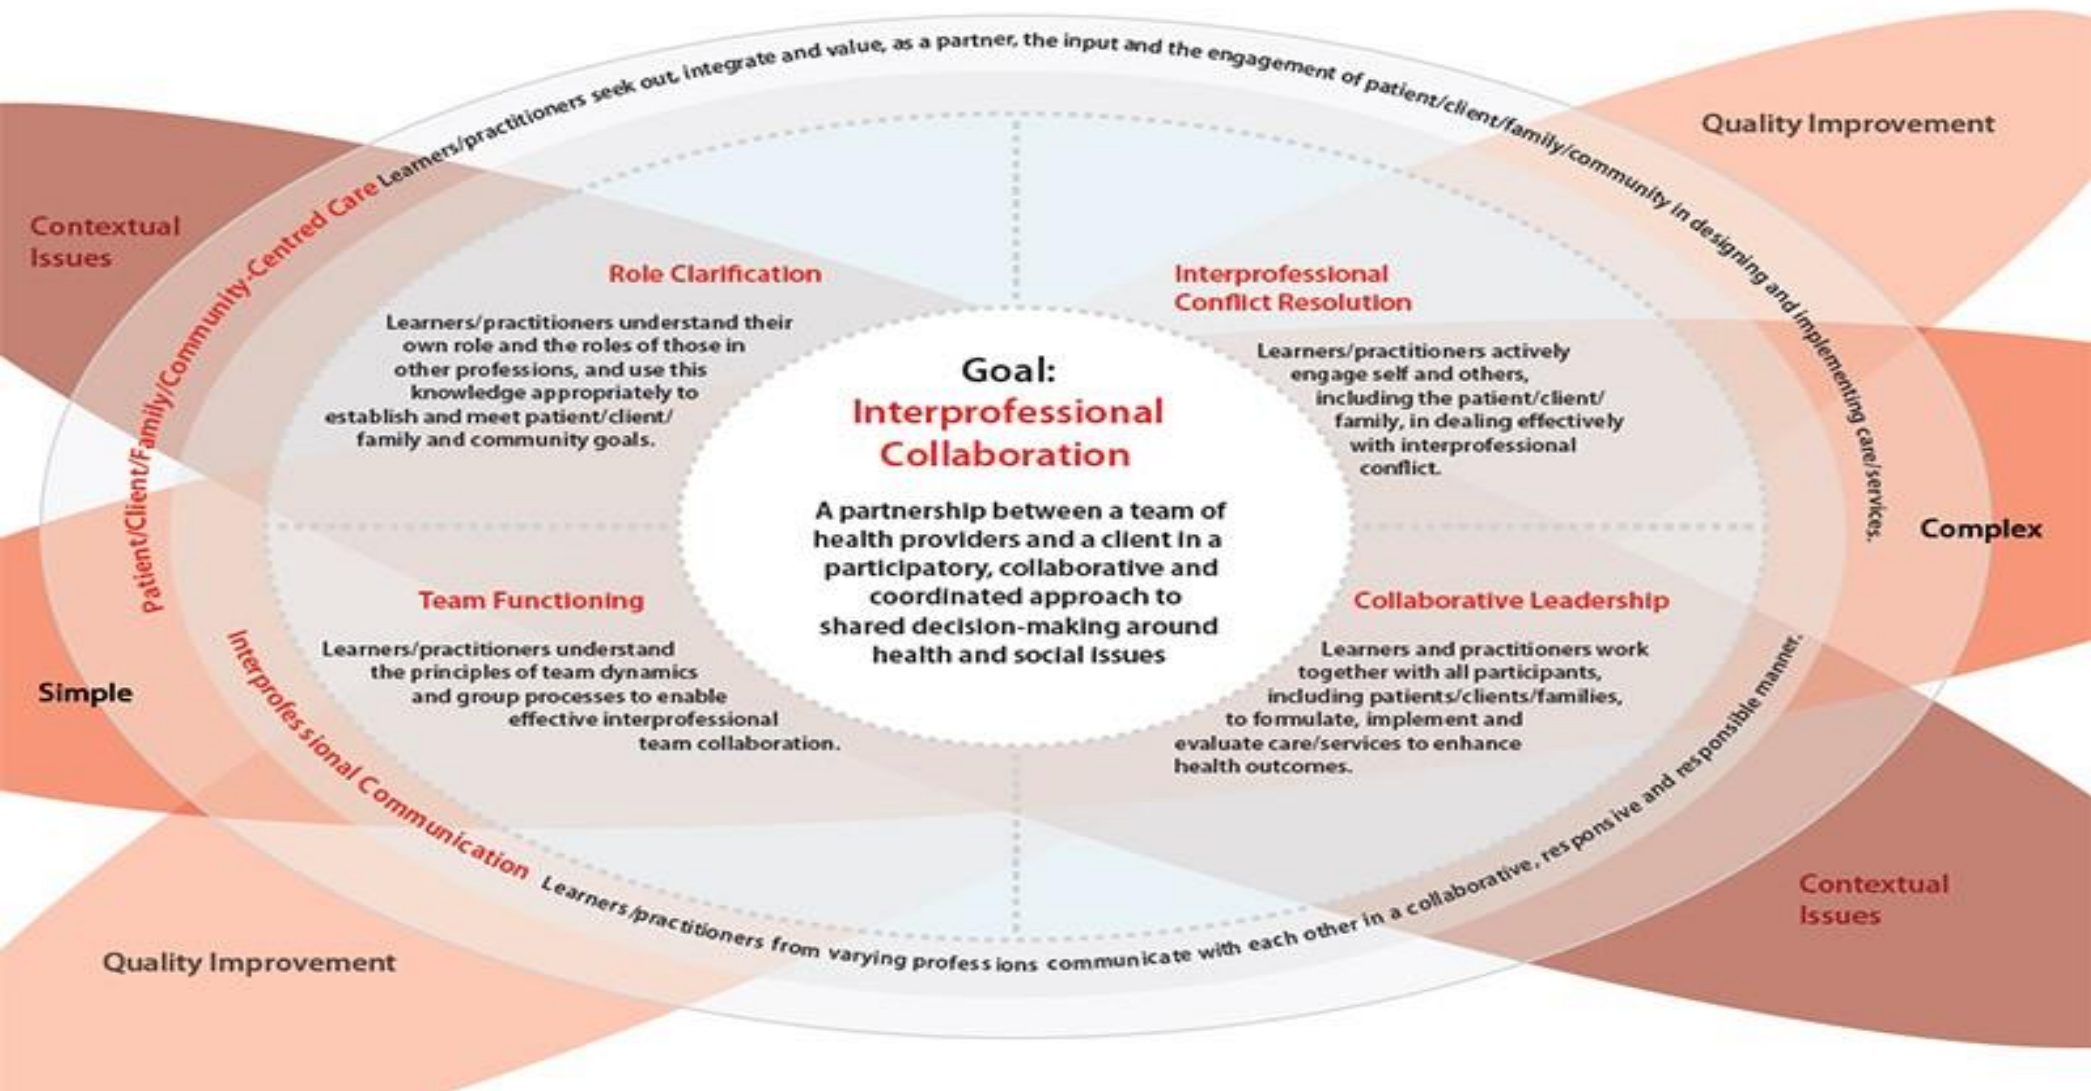 Patient/Client/Family/Community-Centred Care Learners/practitioners seek out, integrate and value, as a partner, the input and the engagement of patient/client/family/community in designing and implementing care/services.
Quality Improvement
Contextual
Issues
Role Clarification
Learners/practitioners understand their
own role and the roles of those in
other professions, and use this
knowledge appropriately to
establish and meet patient/client/
family and community goals.
Interprofessional
Conflict Resolution
Learners/practitioners actively
engage self and others,
including the patient/client/
family, in dealing effectively
with interprofessional
conflict.
Goal:
Interprofessional
Collaboration
A partnership between a team of
health providers and a client in a
participatory, collaborative and
coordinated approach to
shared decision-making around
health and social issues
Complex
Simple
Team Functioning
Learners/practitioners understand
the principles of team dynamics
and group processes to enable
effective interprofessional
team collaboration.
Collaborative Leadership
Learners and practitioners work
together with all participants,
including patients/clients/families,
to formulate, implement and
evaluate care/services to enhance
health outcomes.
Interprofessional Communication Learners/practitioners from varying professions communicate with each other in a collaborative, responsive and responsible manner.
Contextual
Issues
Quality Improvement